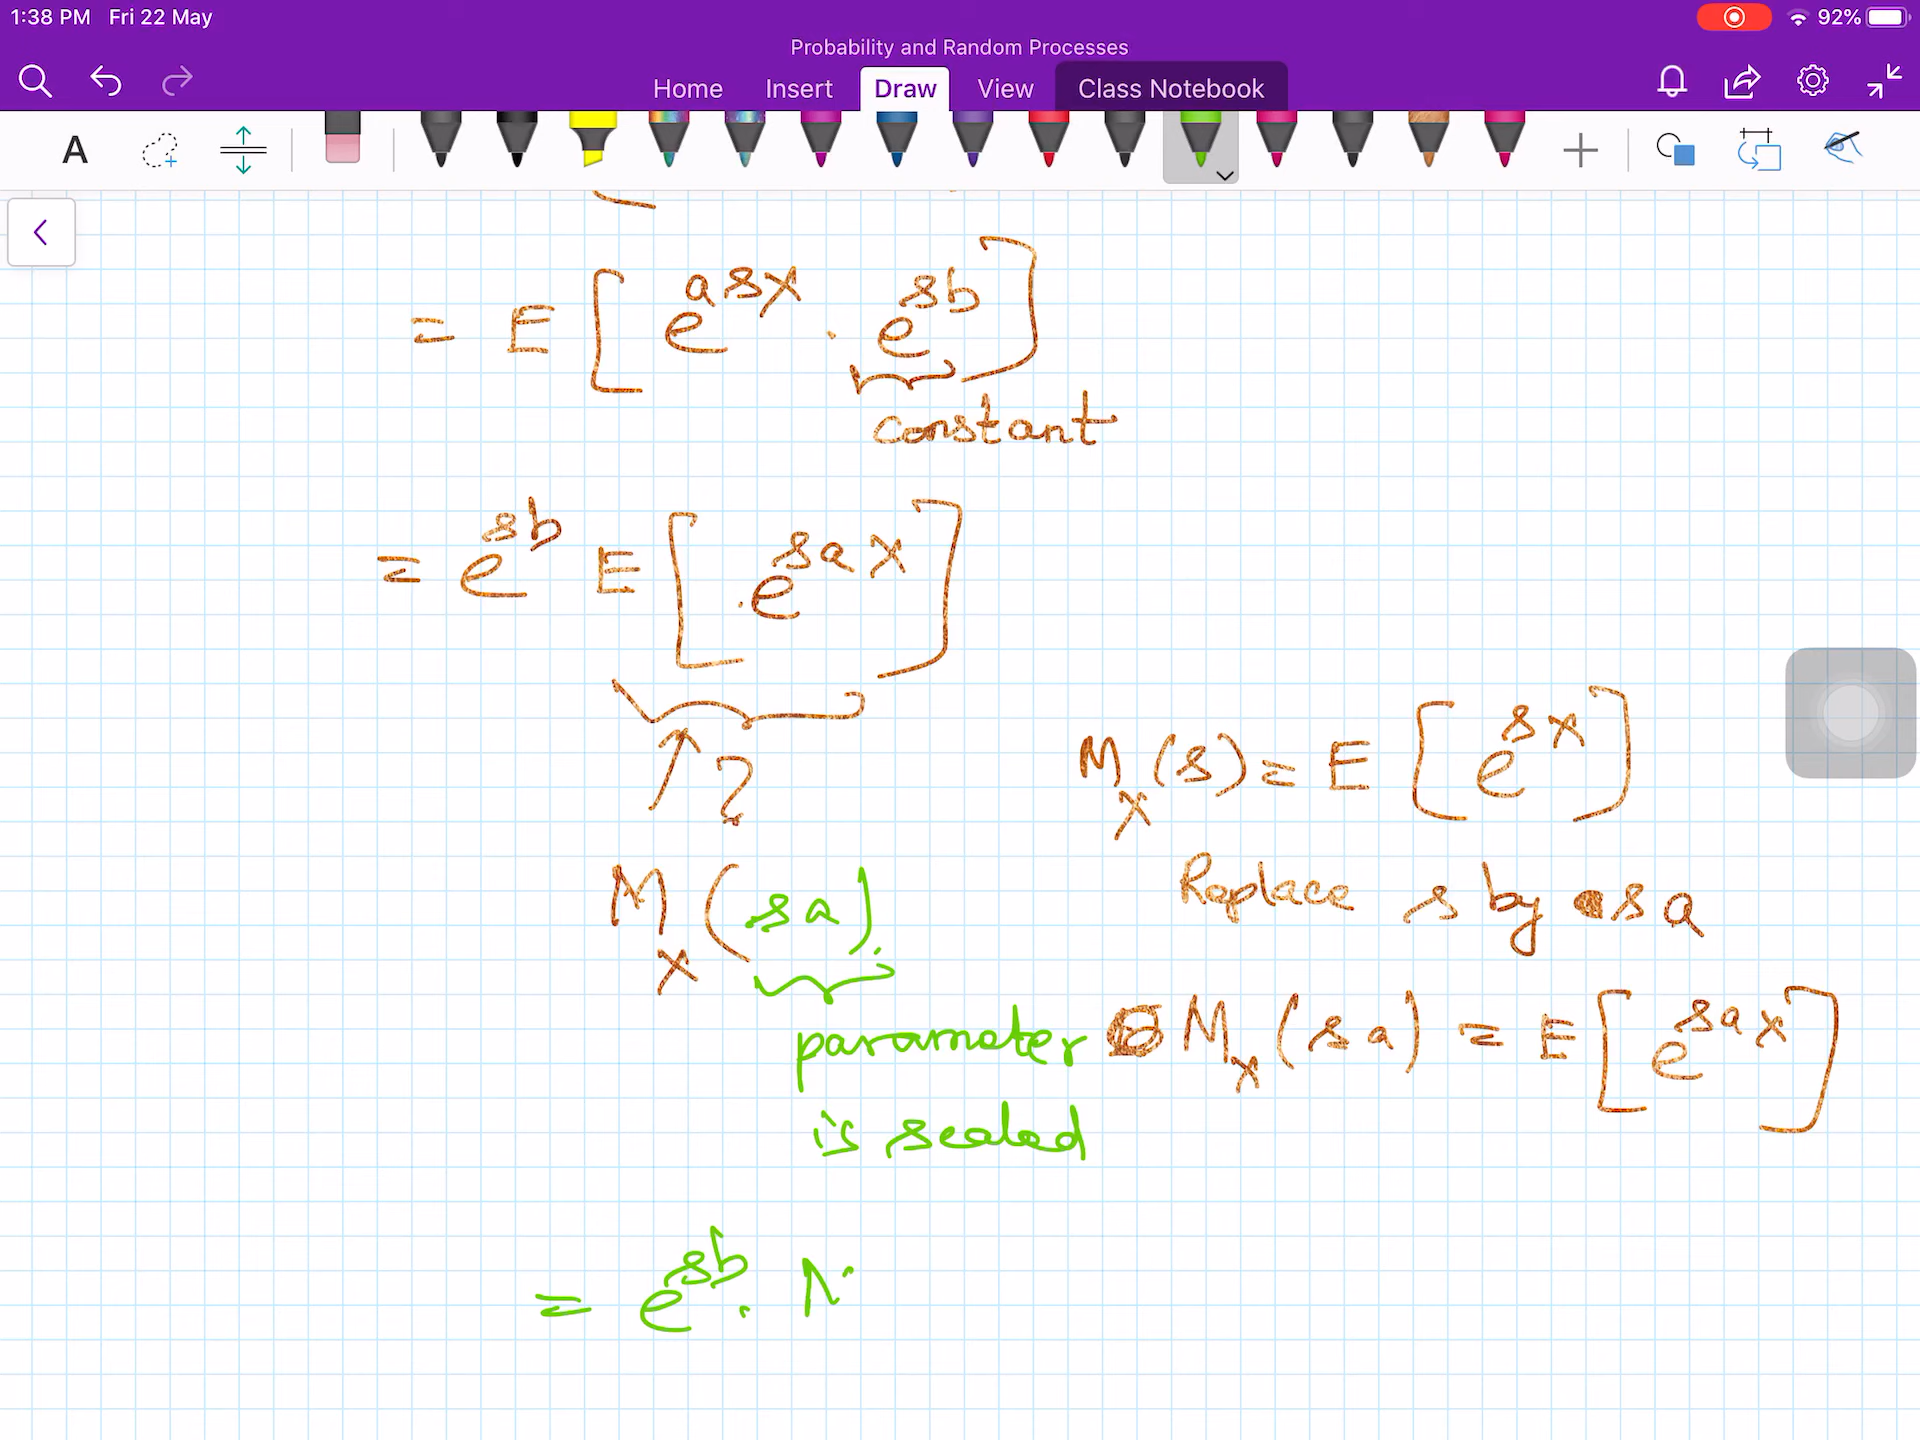 1:38 PM Fri 22 May
92%
Probability and Random Processes
Home Insert Draw View Class Notebook
A
= E [ e^{asX} . e^{sb} ]
constant
= e^{sb} E [ e^{saX} ]
?
M_X(s) = E [ e^{sX} ]
M_X(sa)
Replace s by sa
parameter
is scaled
M_X(sa) = E [ e^{saX} ]
= e^{sb} .